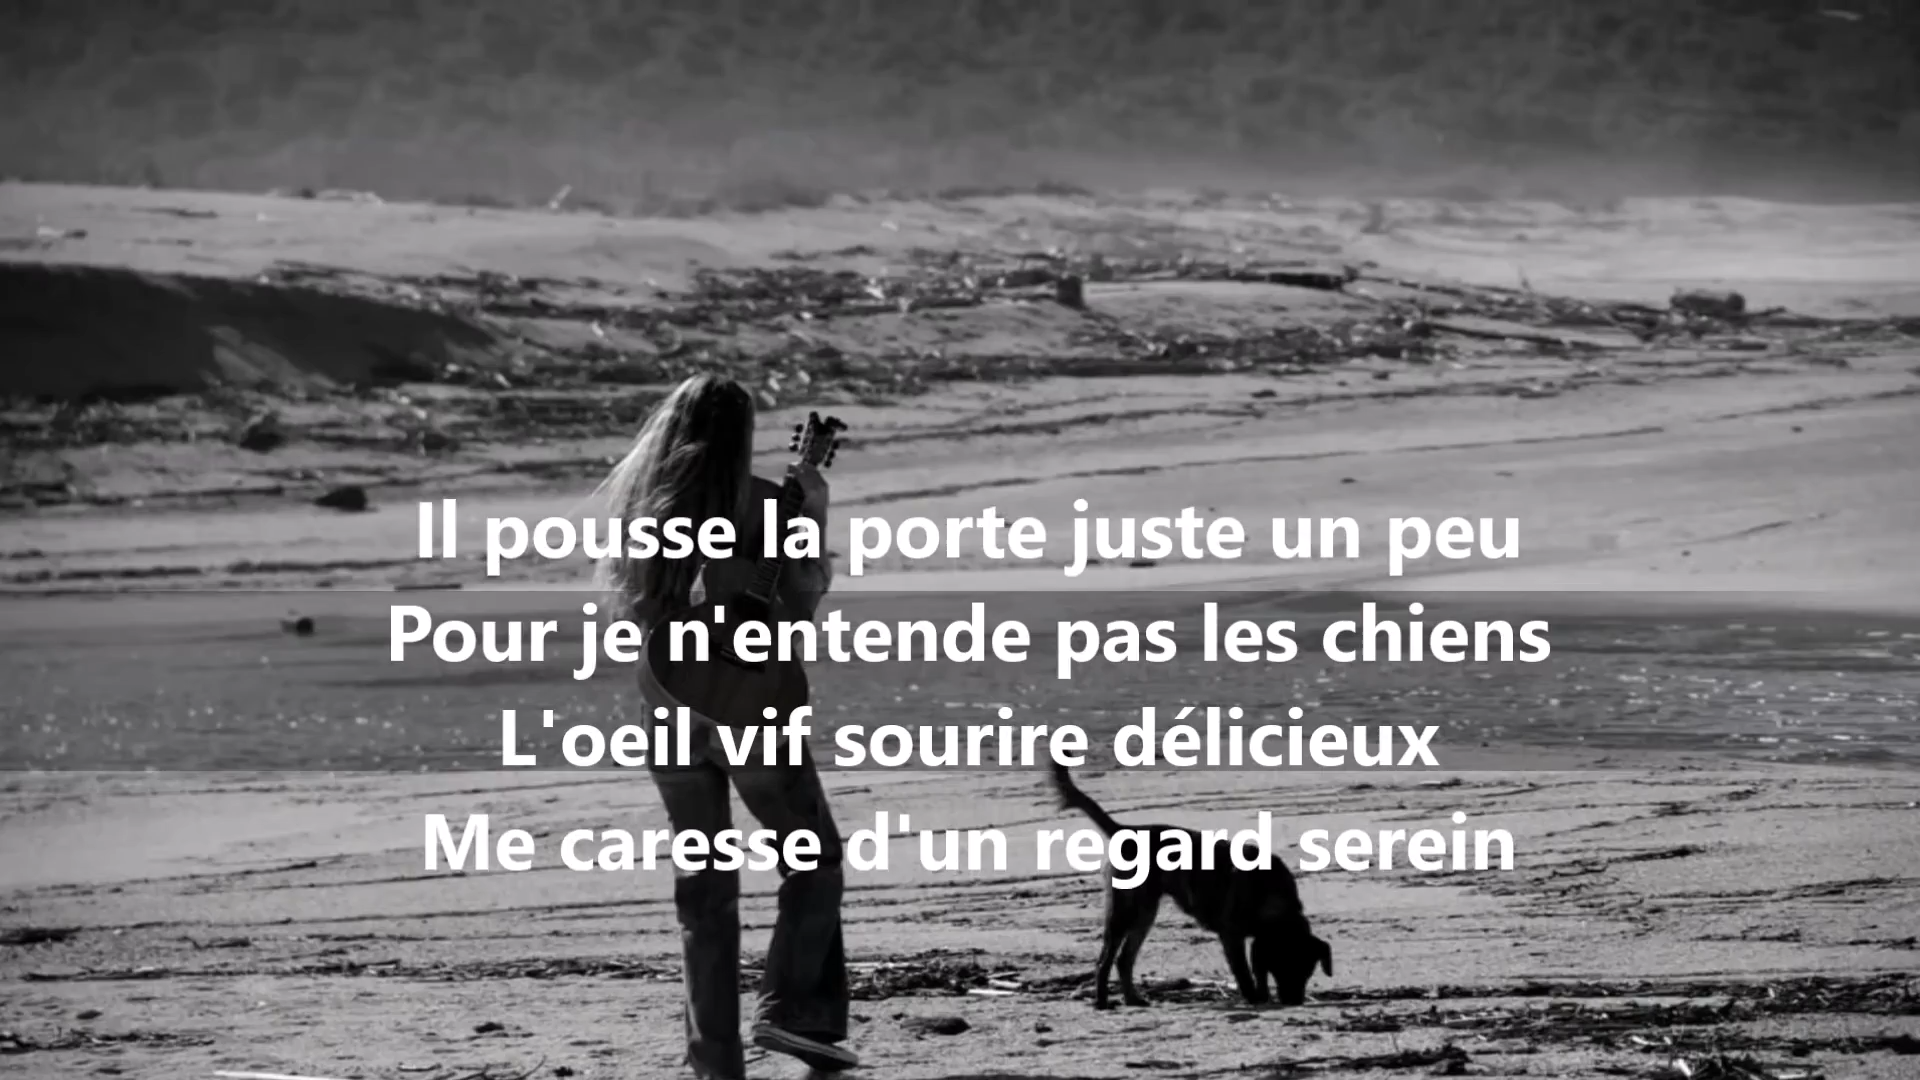 Il pousse la porte juste un peu
Pour je n'entende pas les chiens
L'oeil vif sourire délicieux
Me caresse d'un regard serein